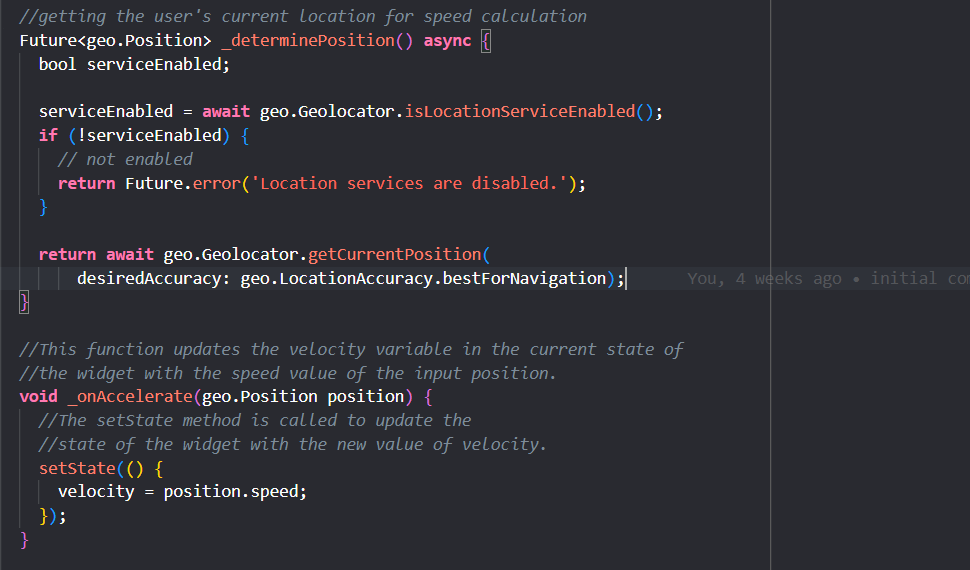 //getting the user's current location for speed calculation
Future<geo.Position> _determinePosition() async {
  bool serviceEnabled;

  serviceEnabled = await geo.Geolocator.isLocationServiceEnabled();
  if (!serviceEnabled) {
    // not enabled
    return Future.error('Location services are disabled.');
  }

  return await geo.Geolocator.getCurrentPosition(
      desiredAccuracy: geo.LocationAccuracy.bestForNavigation); You, 4 weeks ago • initial com
}

//This function updates the velocity variable in the current state of
//the widget with the speed value of the input position.
void _onAccelerate(geo.Position position) {
  //The setState method is called to update the
  //state of the widget with the new value of velocity.
  setState(() {
    velocity = position.speed;
  });
}